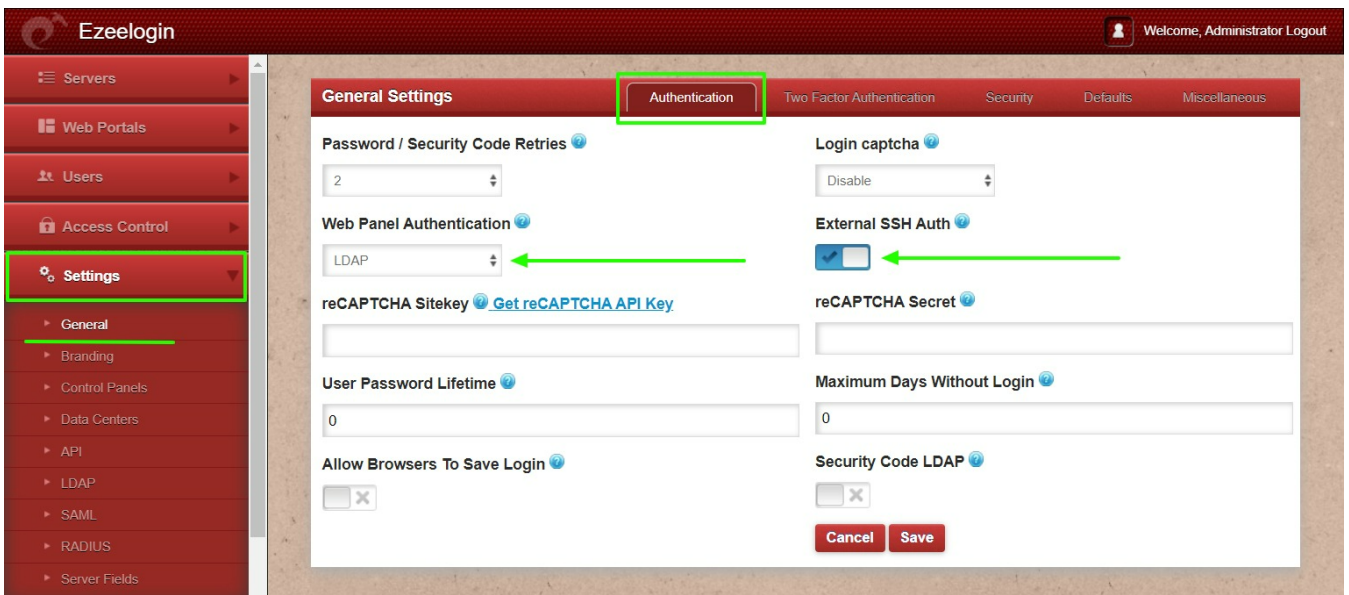 Ezeelogin
Welcome, Administrator Logout
Servers
Web Portals
Users
Access Control
Settings
General
Branding
Control Panels
Data Centers
API
LDAP
SAML
RADIUS
Server Fields
General Settings
Authentication
Two Factor Authentication
Security
Defaults
Miscellaneous
Password / Security Code Retries
Login captcha
2
Disable
Web Panel Authentication
External SSH Auth
LDAP
reCAPTCHA Sitekey Get reCAPTCHA API Key
reCAPTCHA Secret
User Password Lifetime
Maximum Days Without Login
0
0
Allow Browsers To Save Login
Security Code LDAP
Cancel
Save